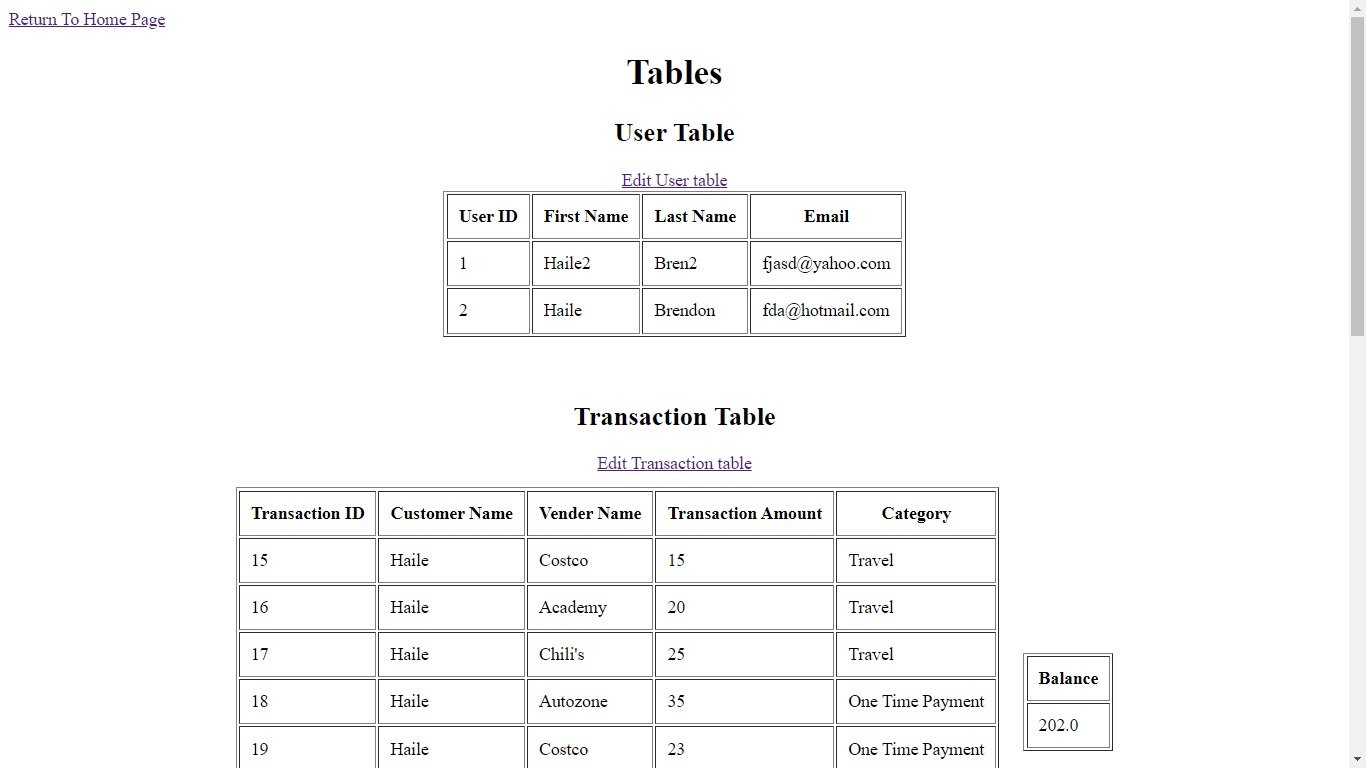 Return To Home Page
Tables
User Table
Edit User table
User ID First Name Last Name Email
1 Haile2 Bren2 fjasd@yahoo.com
2 Haile Brendon fda@hotmail.com
Transaction Table
Edit Transaction table
Transaction ID Customer Name Vender Name Transaction Amount Category
15 Haile Costco 15 Travel
16 Haile Academy 20 Travel
17 Haile Chili's 25 Travel
18 Haile Autozone 35 One Time Payment
19 Haile Costco 23 One Time Payment
Balance
202.0